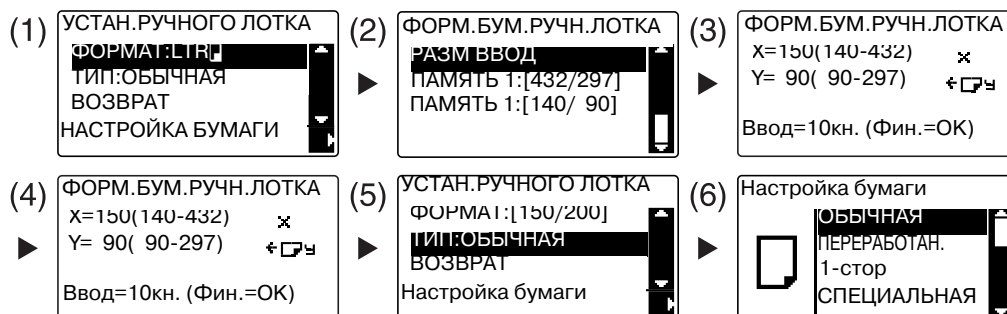 (1)
УСТАН.РУЧНОГО ЛОТКА
ФОРМАТ:LTR
ТИП:ОБЫЧНАЯ
ВОЗВРАТ
НАСТРОЙКА БУМАГИ
(2)
ФОРМ.БУМ.РУЧН.ЛОТКА
РАЗМ ВВОД
ПАМЯТЬ 1:[432/297]
ПАМЯТЬ 1:[140/ 90]
(3)
ФОРМ.БУМ.РУЧН.ЛОТКА
X=150(140-432) x
Y= 90( 90-297) y
Ввод=10кн. (Фин.=OK)
(4)
ФОРМ.БУМ.РУЧН.ЛОТКА
X=150(140-432) x
Y= 90( 90-297) y
Ввод=10кн. (Фин.=OK)
(5)
УСТАН.РУЧНОГО ЛОТКА
ФОРМАТ:[150/200]
ТИП:ОБЫЧНАЯ
ВОЗВРАТ
Настройка бумаги
(6)
Настройка бумаги
ОБЫЧНАЯ
ПЕРЕРАБОТАН.
1-стор
СПЕЦИАЛЬНАЯ